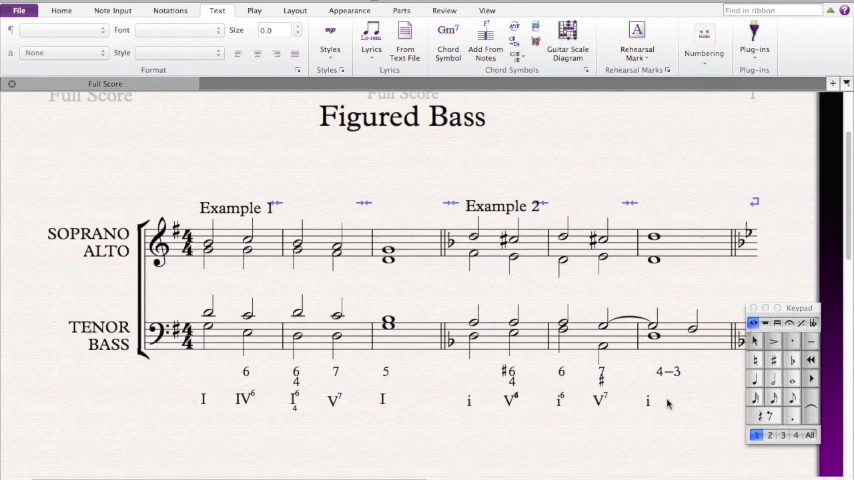 File Home Notations Text Play Layout Appearance Parts Review View Find in ribbon
Font Size 0.0
None Style
Styles Lyrics From Text File Chord Symbol Add From Notes Guitar Scale Diagram Rehearsal Mark Numbering Plug-ins
Format Styles Lyrics Chord Symbols Rehearsal Marks Plug-ins
Full Score
Full Score Full Score 1
Figured Bass
Example 1 Example 2
SOPRANO
ALTO
TENOR
BASS
Keypad
6 6 7 5 ♯6 6 7 4–3
4 4 ♯
I IV6 I6 V7 I i V6 i6 V7 i
4
1 2 3 4 All